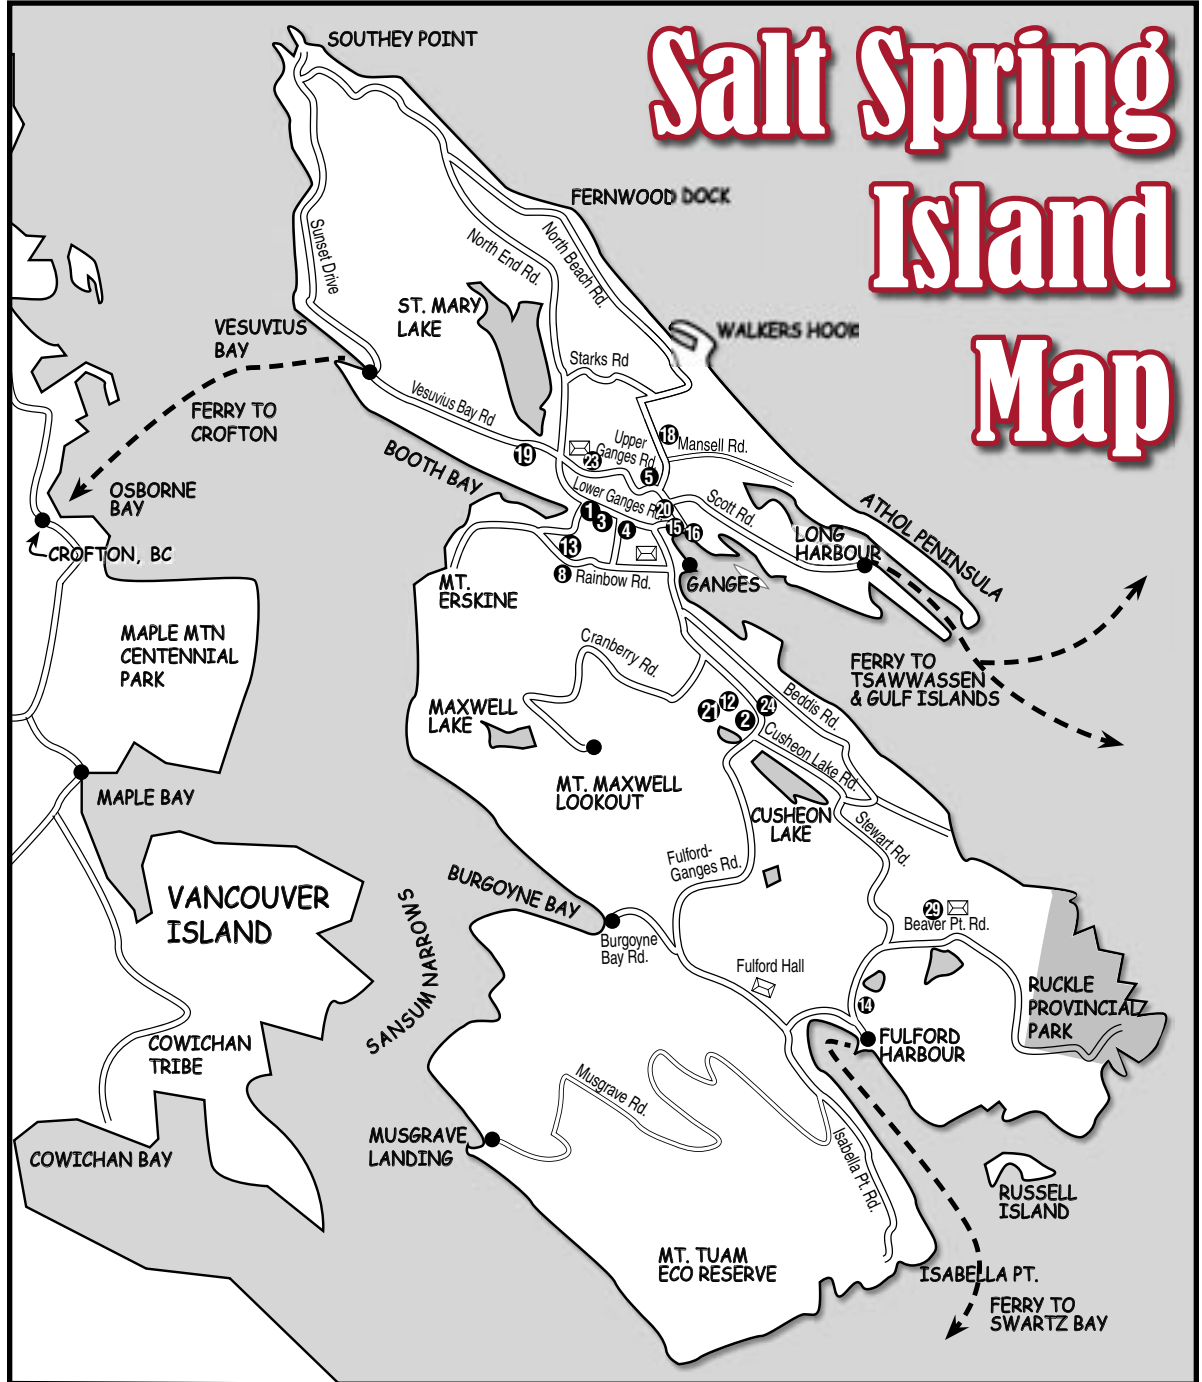 Salt Spring
Island
Map
SOUTHEY POINT
FERNWOOD DOCK
Sunset Drive
North End Rd.
North Beach Rd.
ST. MARY
LAKE
VESUVIUS
BAY
WALKERS HOOK
Starks Rd
FERRY TO
CROFTON
Vesuvius Bay Rd
18
Mansell Rd.
Upper
Ganges Rd
19
23
5
BOOTH BAY
OSBORNE
BAY
Lower Ganges Rd
Scott Rd.
ATHOL PENINSULA
1
3
4
20
15
16
CROFTON, BC
LONG
HARBOUR
13
8
Rainbow Rd.
GANGES
MT.
ERSKINE
MAPLE MTN
CENTENNIAL
PARK
Cranberry Rd.
FERRY TO
TSAWWASSEN
& GULF ISLANDS
Beddis Rd.
MAXWELL
LAKE
21
12
2
24
Cusheon Lake Rd.
MAPLE BAY
MT. MAXWELL
LOOKOUT
CUSHEON
LAKE
Stewart Rd.
Fulford-
Ganges Rd.
VANCOUVER
ISLAND
BURGOYNE BAY
SANSUM NARROWS
29
Beaver Pt. Rd.
Burgoyne
Bay Rd.
Fulford Hall
RUCKLE
PROVINCIAL
PARK
14
COWICHAN
TRIBE
FULFORD
HARBOUR
Musgrave Rd.
MUSGRAVE
LANDING
Isabella Pt. Rd.
COWICHAN BAY
RUSSELL
ISLAND
MT. TUAM
ECO RESERVE
ISABELLA PT.
FERRY TO
SWARTZ BAY